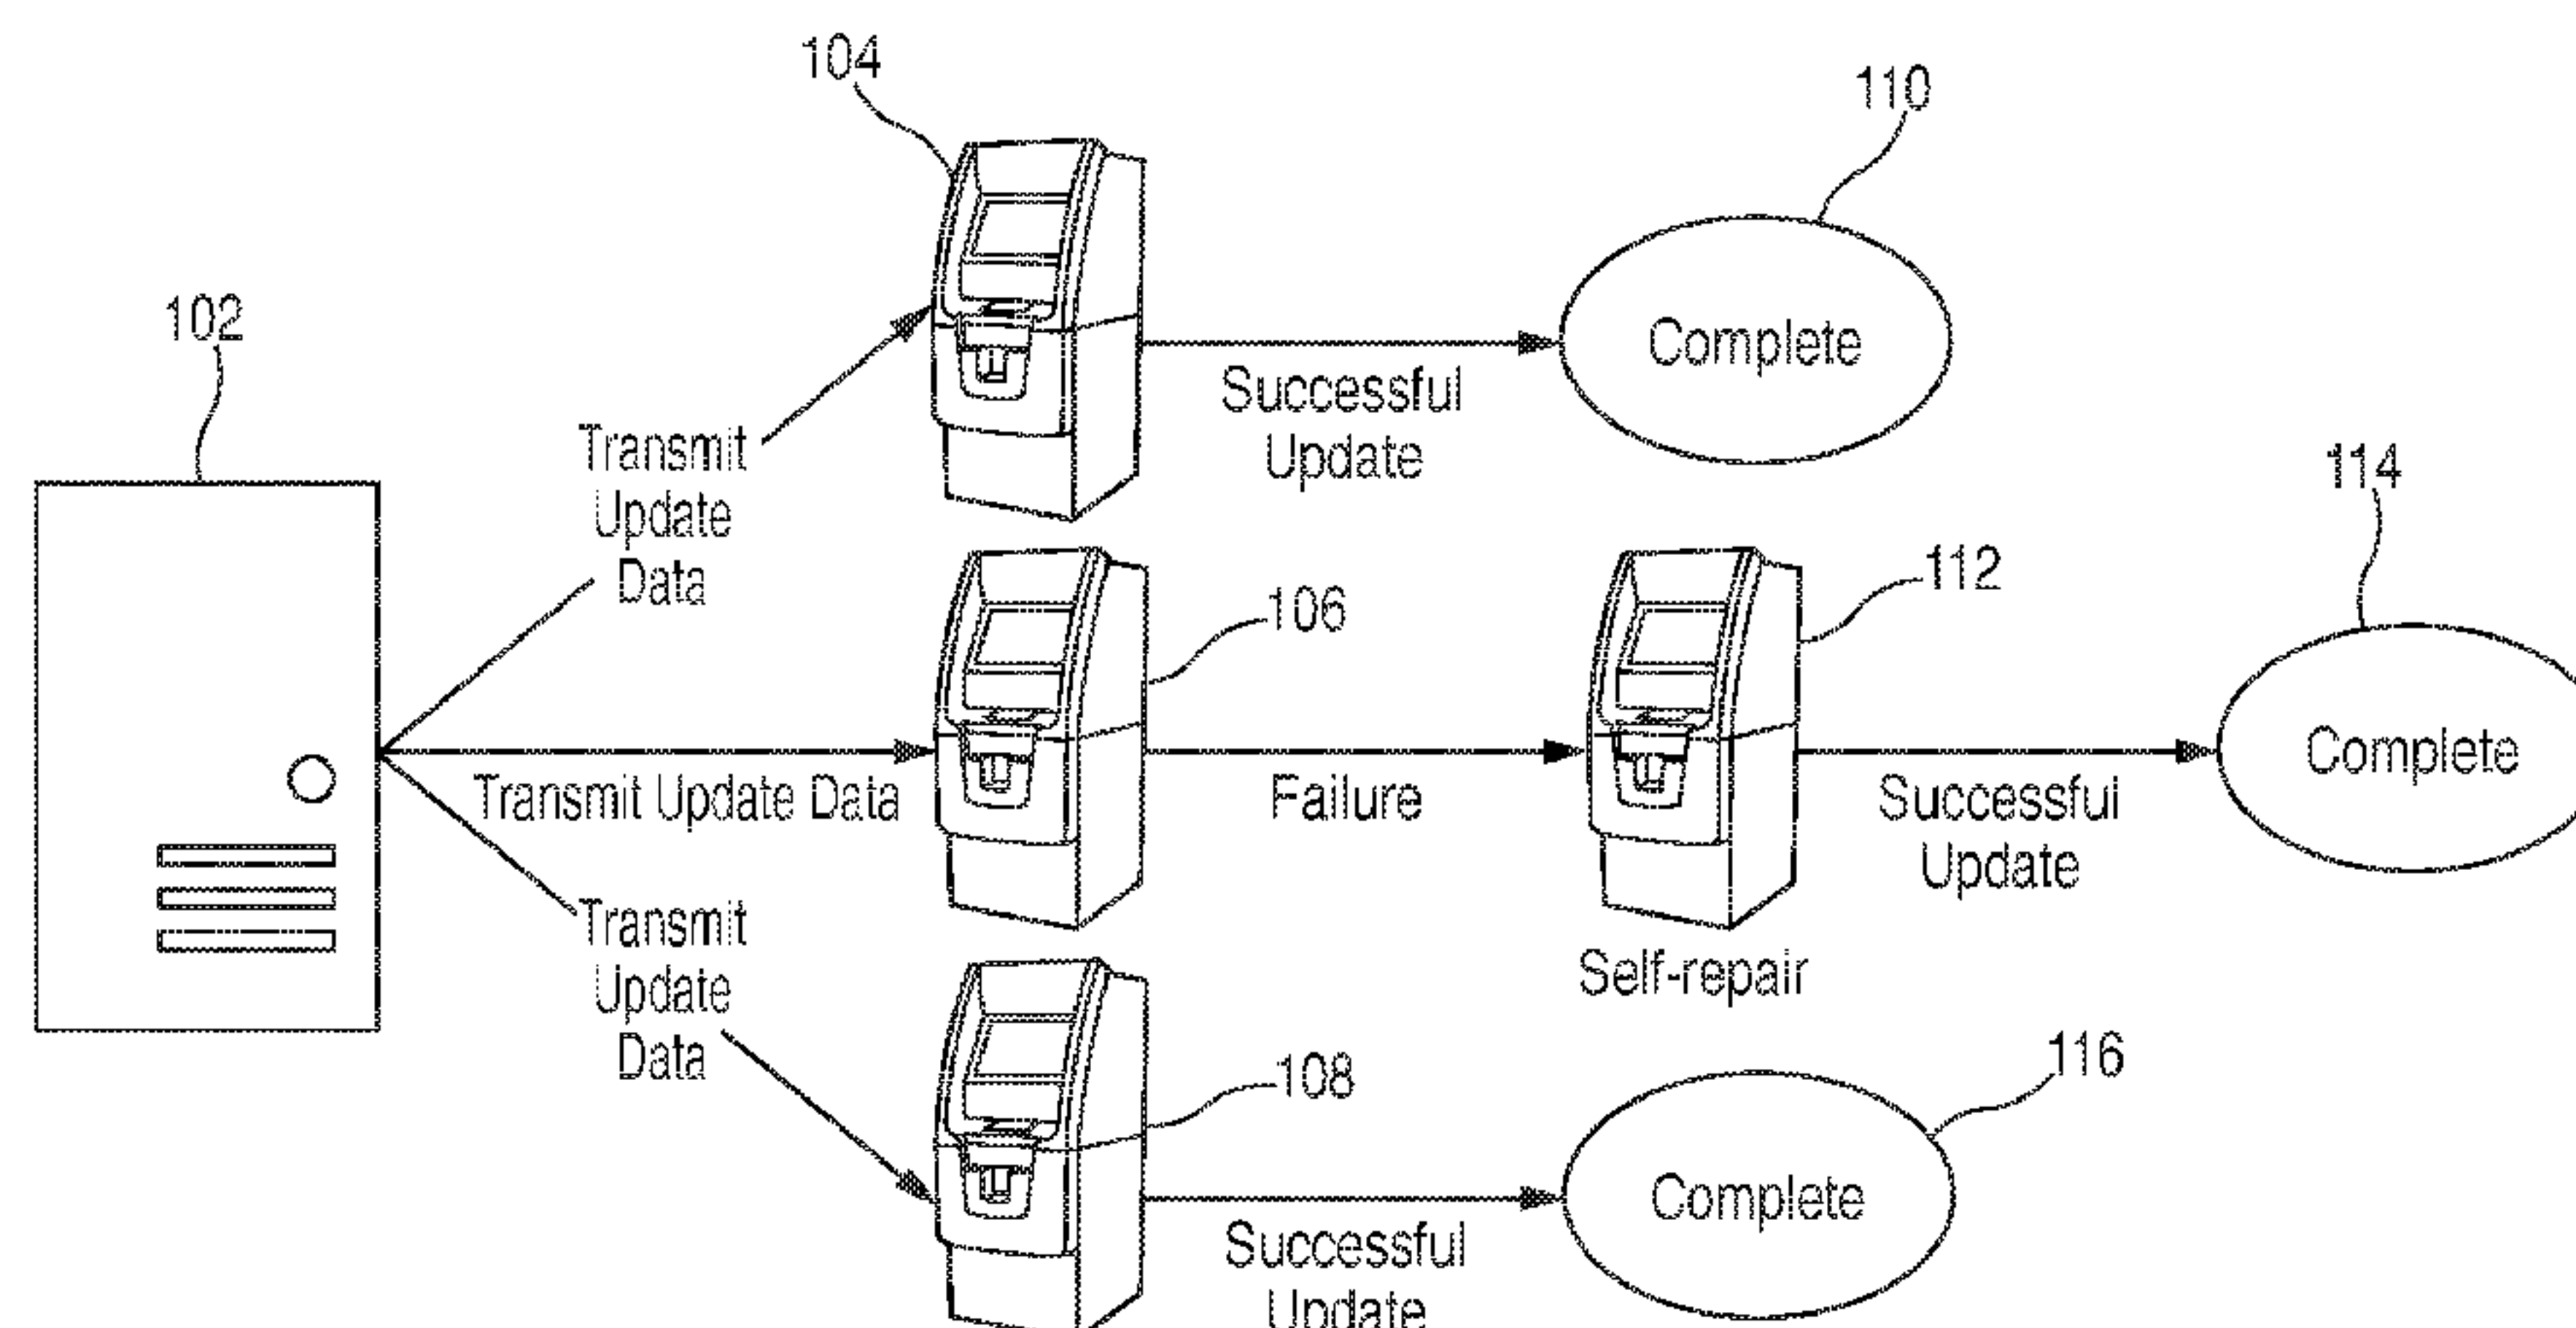 104
110
102
Transmit
Update
Data
Successful
Update
Complete
114
106
112
Transmit Update Data
Failure
Successful
Update
Complete
Self-repair
Transmit
Update
Data
108
116
Successful
Update
Complete